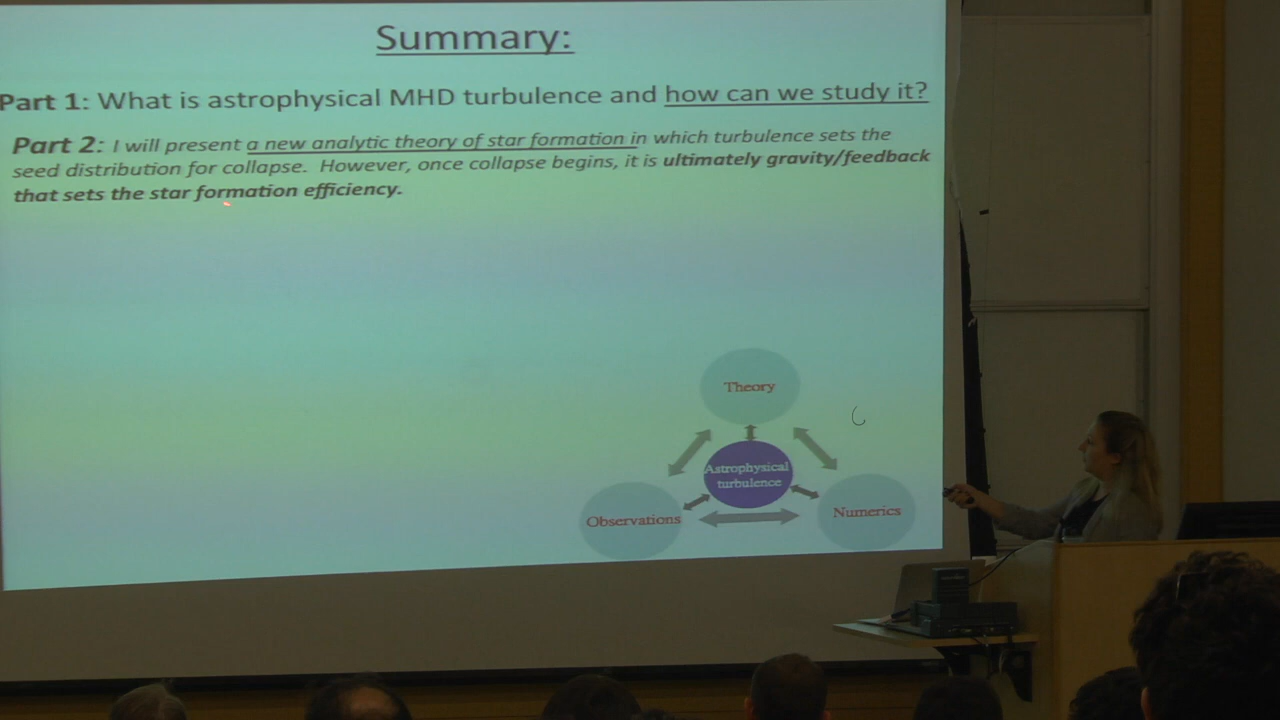 Summary:
Part 1: What is astrophysical MHD turbulence and how can we study it?
Part 2: I will present a new analytic theory of star formation in which turbulence sets the
seed distribution for collapse. However, once collapse begins, it is ultimately gravity/feedback
that sets the star formation efficiency.
Theory
Astrophysical
turbulence
Observations
Numerics